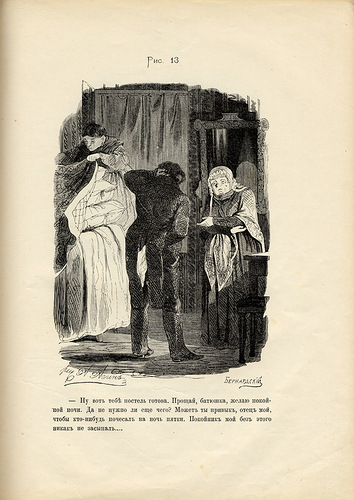 Рис. 13
БЕРНАРДСКІЙ
— Ну вотъ тебѣ постель готова. Прощай, батюшка, желаю покой-
ной ночи. Да не нужно ли еще чего? Можетъ ты привыкъ, отецъ мой,
чтобы кто-нибудь почесалъ на ночь пятки. Покойникъ мой безъ этого
никакъ не засыпалъ....